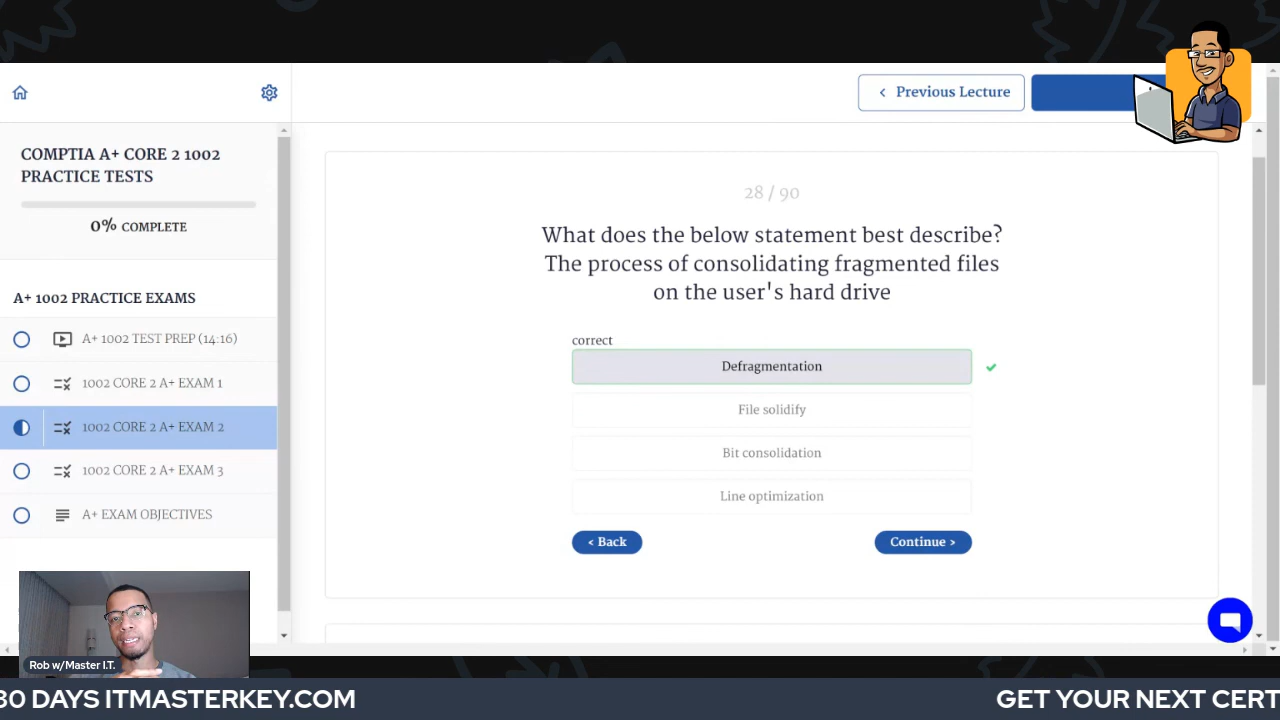 Previous Lecture
COMPTIA A+ CORE 2 1002
PRACTICE TESTS
0% COMPLETE
A+ 1002 PRACTICE EXAMS
A+ 1002 TEST PREP (14:16)
1002 CORE 2 A+ EXAM 1
1002 CORE 2 A+ EXAM 2
1002 CORE 2 A+ EXAM 3
A+ EXAM OBJECTIVES
28 / 90
What does the below statement best describe?
The process of consolidating fragmented files
on the user's hard drive
correct
Defragmentation
File solidify
Bit consolidation
Line optimization
< Back
Continue >
Rob w/Master I.T.
30 DAYS ITMASTERKEY.COM
GET YOUR NEXT CERT